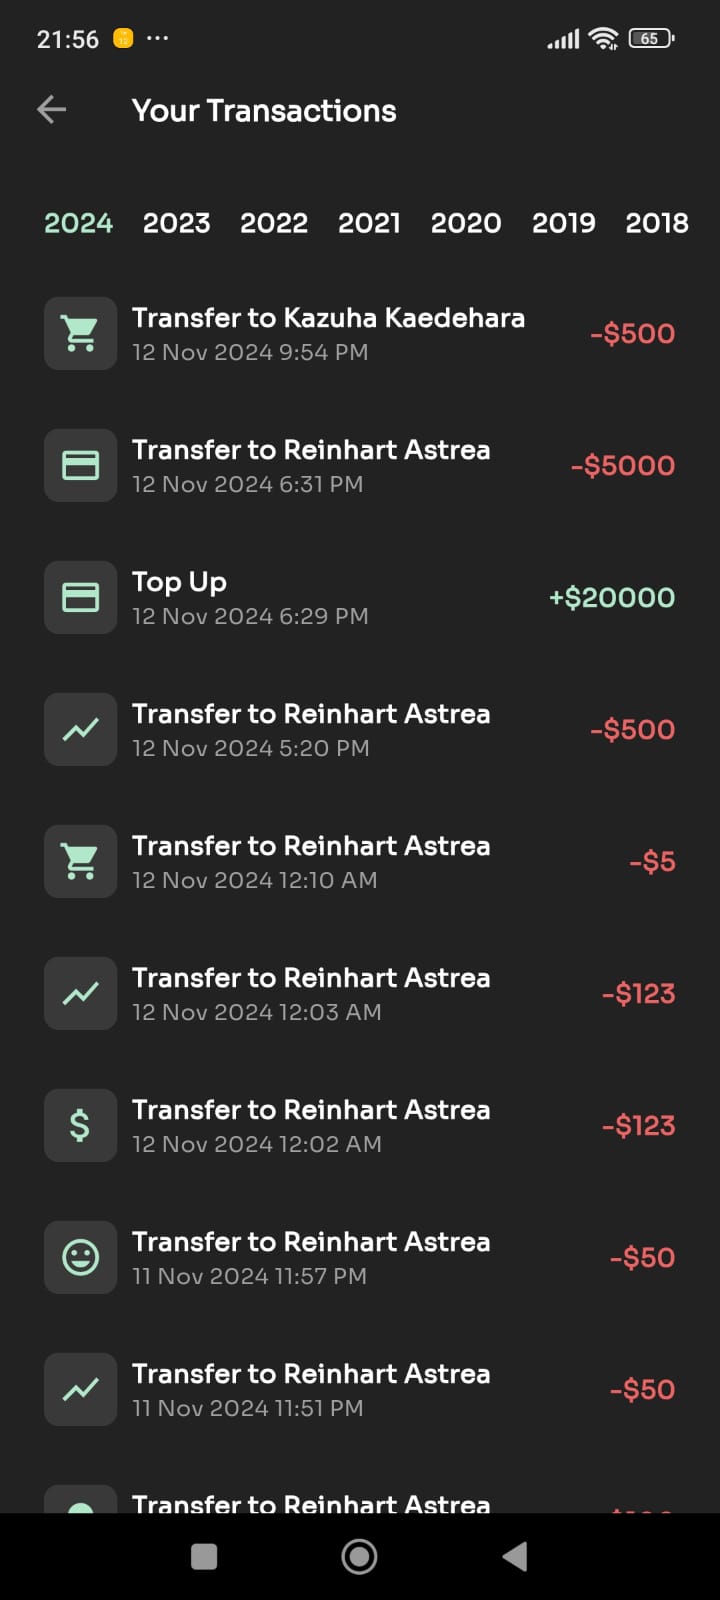 21:56
65
Your Transactions
2024 2023 2022 2021 2020 2019 2018
Transfer to Kazuha Kaedehara
-$500
12 Nov 2024 9:54 PM
Transfer to Reinhart Astrea
-$5000
12 Nov 2024 6:31 PM
Top Up
+$20000
12 Nov 2024 6:29 PM
Transfer to Reinhart Astrea
-$500
12 Nov 2024 5:20 PM
Transfer to Reinhart Astrea
-$5
12 Nov 2024 12:10 AM
Transfer to Reinhart Astrea
-$123
12 Nov 2024 12:03 AM
Transfer to Reinhart Astrea
-$123
12 Nov 2024 12:02 AM
Transfer to Reinhart Astrea
-$50
11 Nov 2024 11:57 PM
Transfer to Reinhart Astrea
-$50
11 Nov 2024 11:51 PM
Transfer to Reinhart Astrea